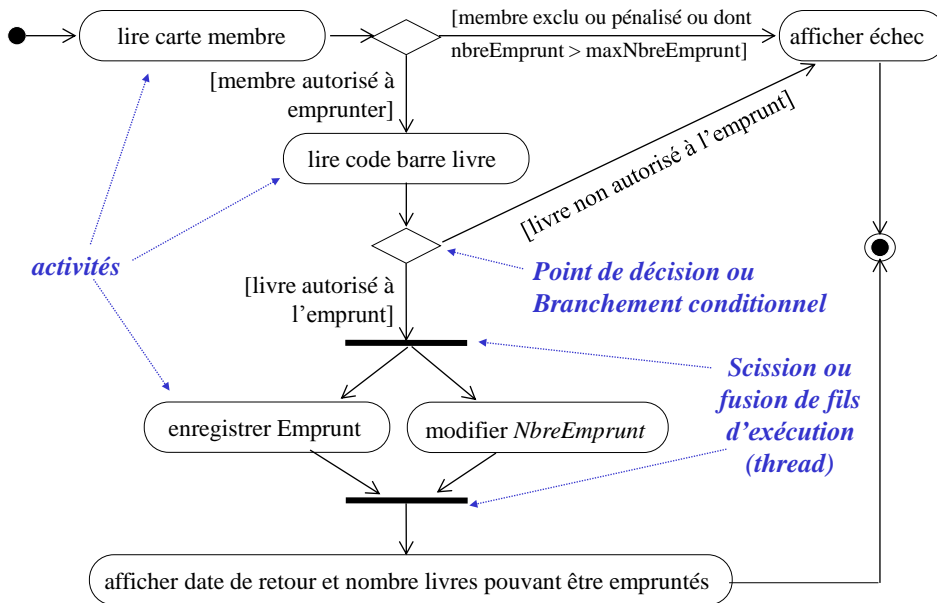 [membre exclu ou pénalisé ou dont
nbreEmprunt > maxNbreEmprunt]
lire carte membre
afficher échec
[membre autorisé à
emprunter]
lire code barre livre
[livre non autorisé à l’emprunt]
activités
Point de décision ou
Branchement conditionnel
[livre autorisé à
l’emprunt]
Scission ou
fusion de fils
d’exécution
(thread)
enregistrer Emprunt
modifier NbreEmprunt
afficher date de retour et nombre livres pouvant être empruntés